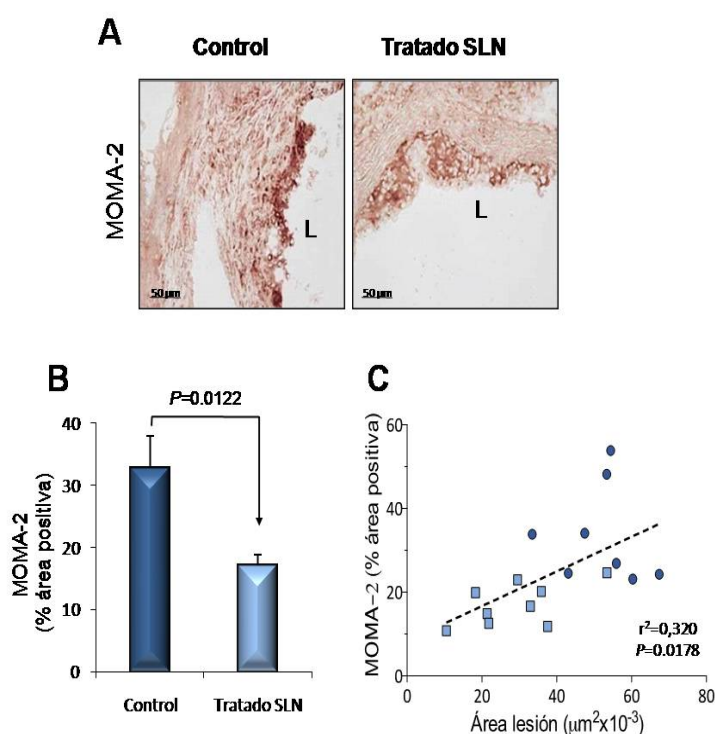 A
Control
Tratado SLN
MOMA-2
L
50 µm
L
50 µm
B
P=0.0122
40
30
20
10
0
MOMA-2
(% área positiva)
Control
Tratado SLN
C
60
40
20
0
MOMA-2 (% área positiva)
r²=0,320
P=0.0178
0
20
40
60
80
Área lesión (µm²x10⁻³)